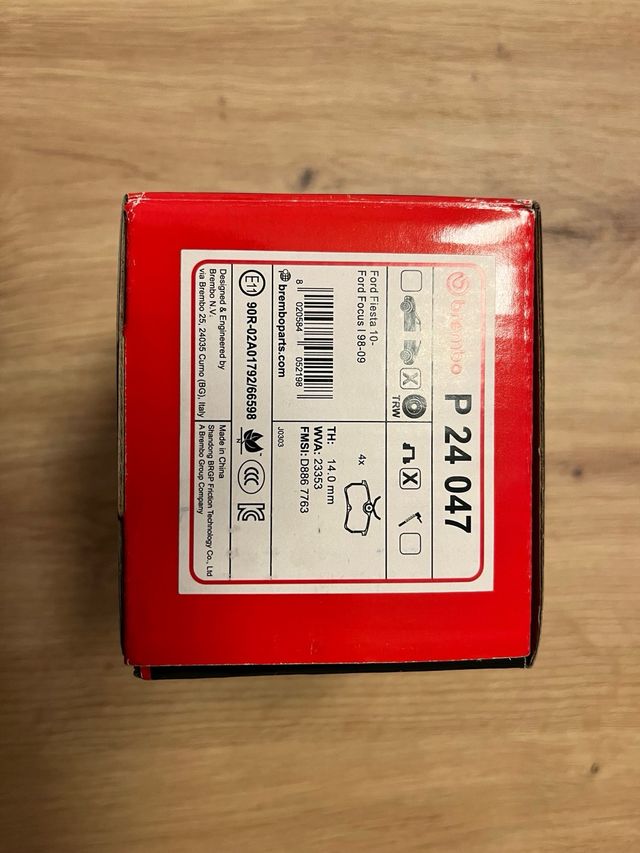 brembo
P 24 047
TRW
X
X
Ford Fiesta 10-
Ford Focus I 98-09
8 020584 052198
bremboparts.com
4x
TH: 14.0 mm
WVA: 23353
FMSI: D886 7763
J0303
E11 90R-02A01792/66598
CCC
Designed & Engineered by
Brembo N.V.
via Brembo 25, 24035 Curno (BG), Italy
Made in China
Shandong BRGP Friction Technology Co., Ltd
A Brembo Group Company